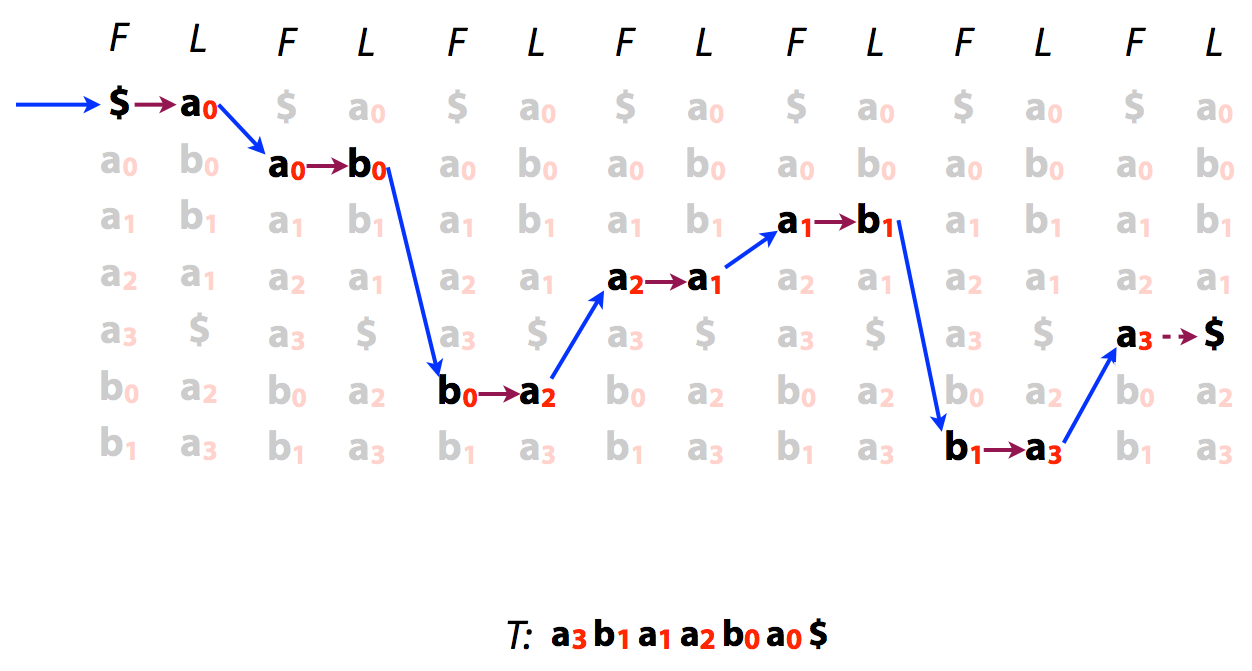 F L F L F L F L F L F L F L
$ a0 $ a0 $ a0 $ a0 $ a0 $ a0 $ a0
a0 b0 a0 b0 a0 b0 a0 b0 a0 b0 a0 b0 a0 b0
a1 b1 a1 b1 a1 b1 a1 b1 a1 b1 a1 b1 a1 b1
a2 a1 a2 a1 a2 a1 a2 a1 a2 a1 a2 a1 a2 a1
a3 $ a3 $ a3 $ a3 $ a3 $ a3 $ a3 $
b0 a2 b0 a2 b0 a2 b0 a2 b0 a2 b0 a2 b0 a2
b1 a3 b1 a3 b1 a3 b1 a3 b1 a3 b1 a3 b1 a3
T: a3 b1 a1 a2 b0 a0 $